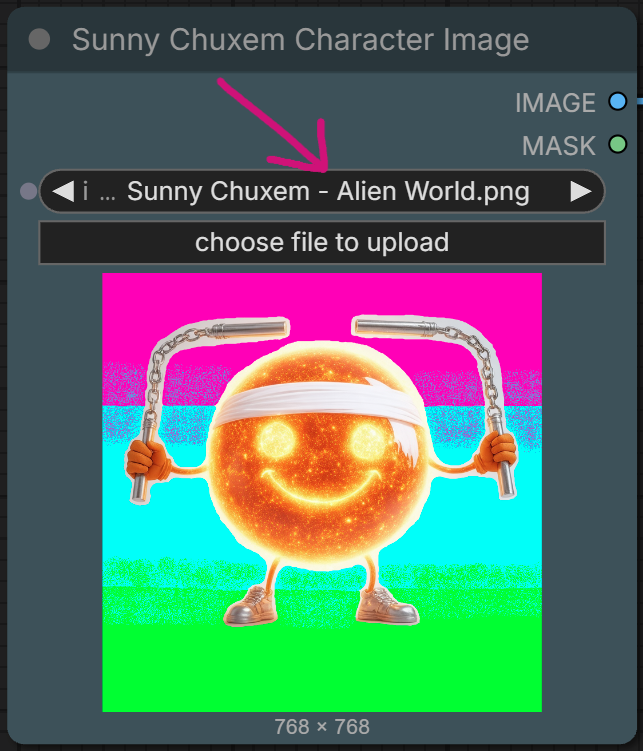 Sunny Chuxem Character Image
IMAGE
MASK
i ... Sunny Chuxem - Alien World.png
choose file to upload
768 × 768